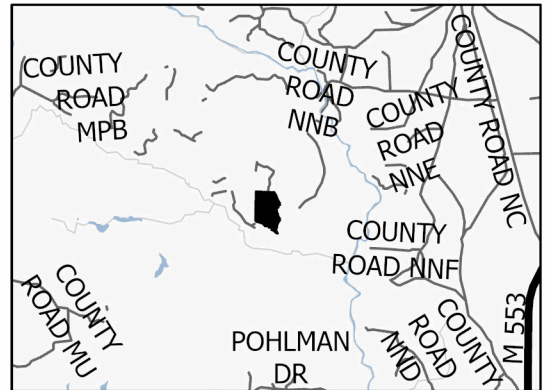 COUNTY
ROAD
MPB
COUNTY
ROAD
NNB
COUNTY
ROAD
NNE
COUNTY ROAD NC
COUNTY
ROAD NNF
COUNTY
ROAD MU
POHLMAN
DR
COUNTY
ROAD
NND
M 553